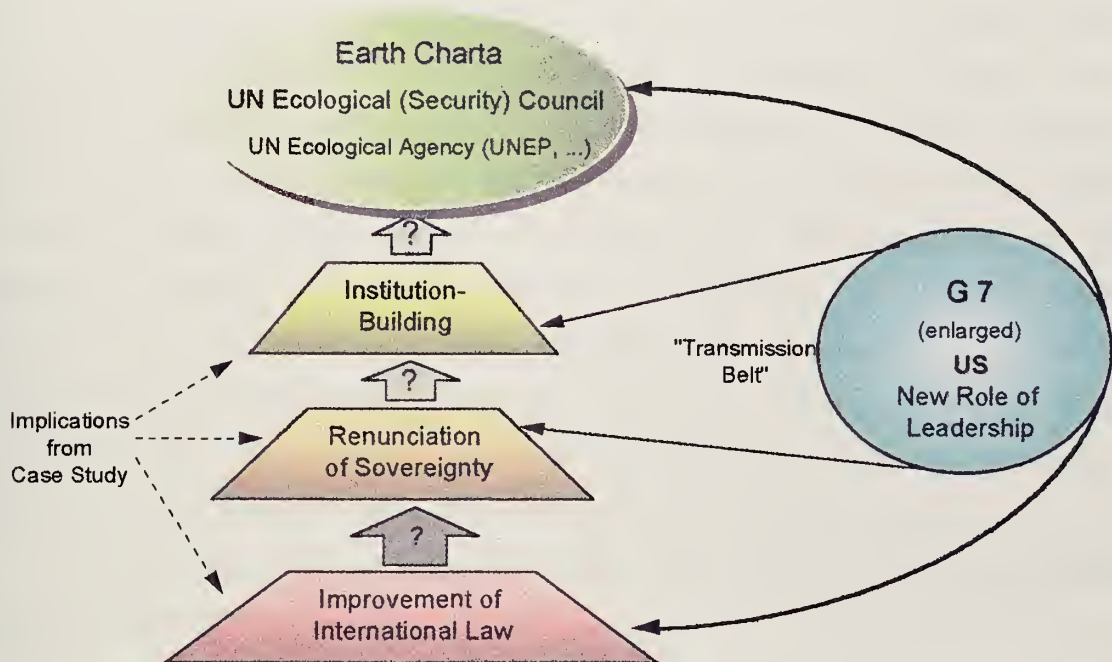 Earth Charta
UN Ecological (Security) Council
UN Ecological Agency (UNEP, ...)
?
Institution-
Building
?
Renunciation
of Sovereignty
?
Improvement of
International Law
Implications
from
Case Study
"Transmission
Belt"
G 7
(enlarged)
US
New Role of
Leadership